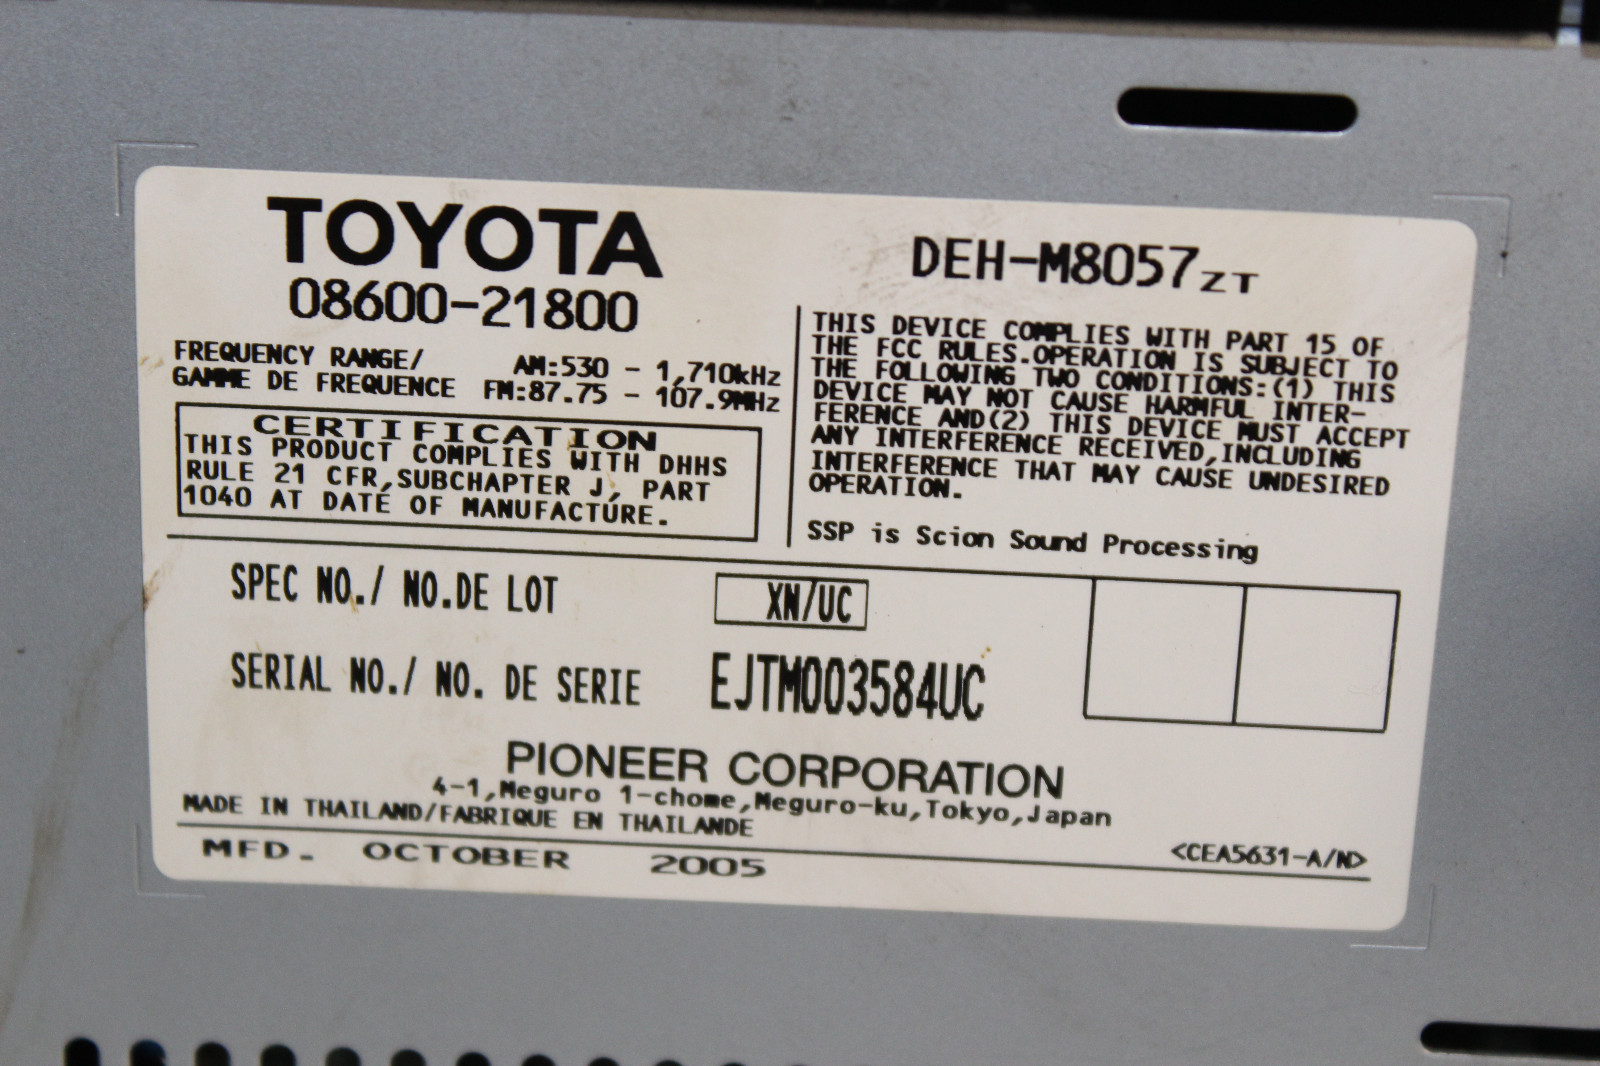 TOYOTA
08600-21800
FREQUENCY RANGE/ AM:530 - 1,710kHz
GAMME DE FREQUENCE FM:87.75 - 107.9MHz
CERTIFICATION
THIS PRODUCT COMPLIES WITH DHHS
RULE 21 CFR,SUBCHAPTER J, PART
1040 AT DATE OF MANUFACTURE.
DEH-M8057ZT
THIS DEVICE COMPLIES WITH PART 15 OF
THE FCC RULES.OPERATION IS SUBJECT TO
THE FOLLOWING TWO CONDITIONS:(1) THIS
DEVICE MAY NOT CAUSE HARMFUL INTER-
FERENCE AND(2) THIS DEVICE MUST ACCEPT
ANY INTERFERENCE RECEIVED,INCLUDING
INTERFERENCE THAT MAY CAUSE UNDESIRED
OPERATION.
SSP is Scion Sound Processing
SPEC NO./ NO.DE LOT XN/UC
SERIAL NO./ NO. DE SERIE EJTM003584UC
PIONEER CORPORATION
4-1,Meguro 1-chome,Meguro-ku,Tokyo,Japan
MADE IN THAILAND/FABRIQUE EN THAILANDE
MFD. OCTOBER 2005 <CEA5631-A/N>